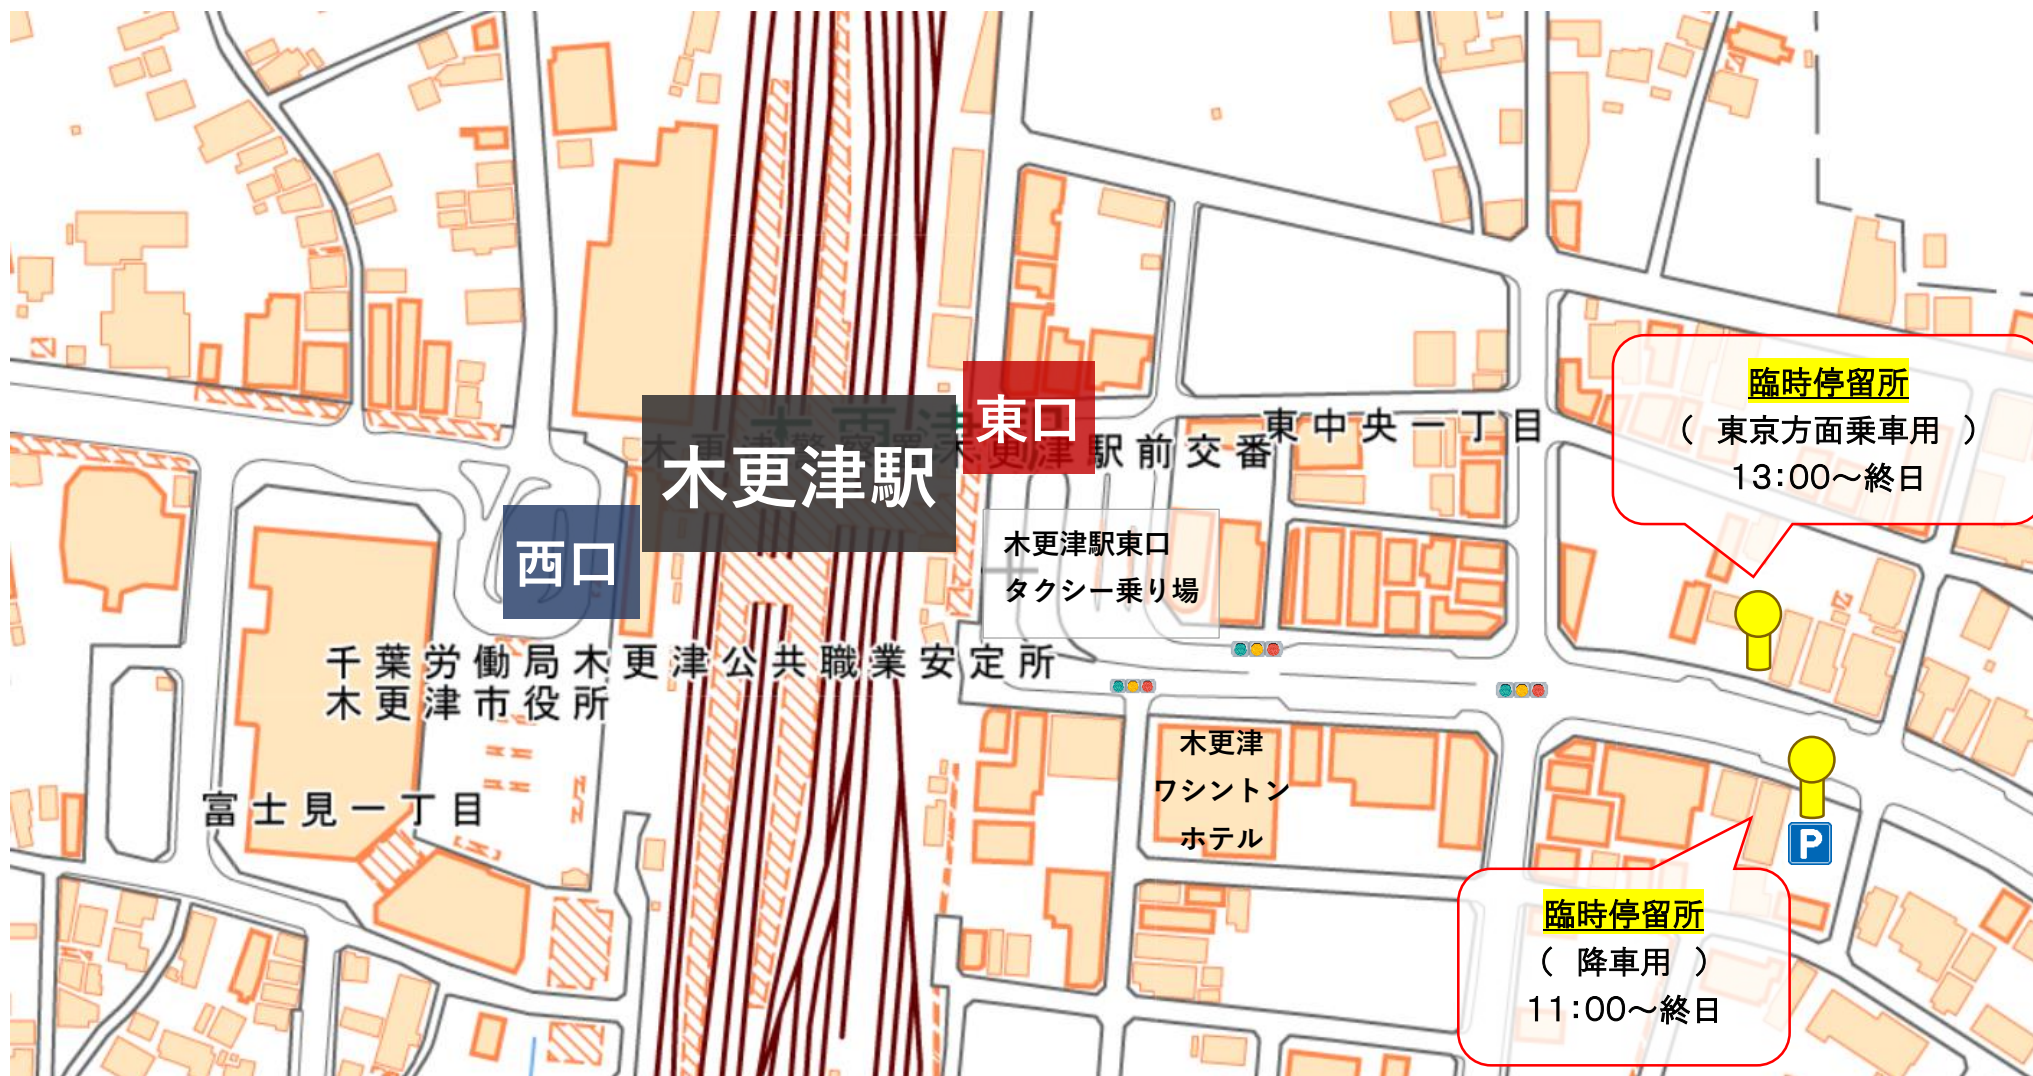 臨時停留所
（　東京方面乗車用　）
13：00～終日
東口
東中央一丁目
木更津駅前交番
木更津駅
西口
木更津駅東口
タクシー乗り場
千葉労働局木更津公共職業安定所
木更津市役所
木更津
ワシントン
ホテル
富士見一丁目
P
臨時停留所
（　降車用　）
11：00～終日